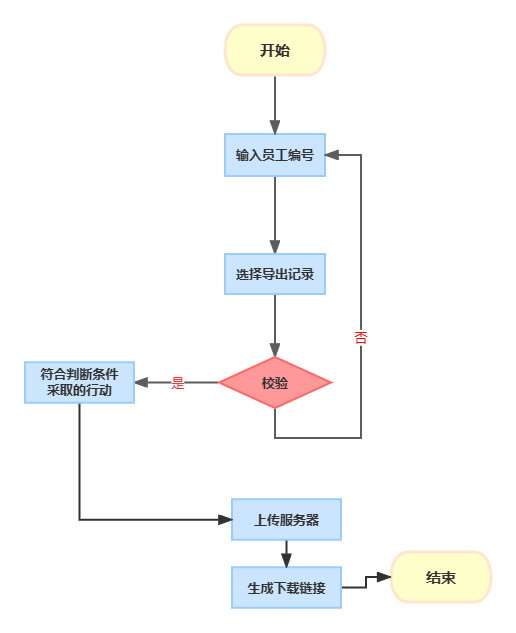 开始
输入员工编号
选择导出记录
否
校验
是
符合判断条件
采取的行动
上传服务器
生成下载链接
结束